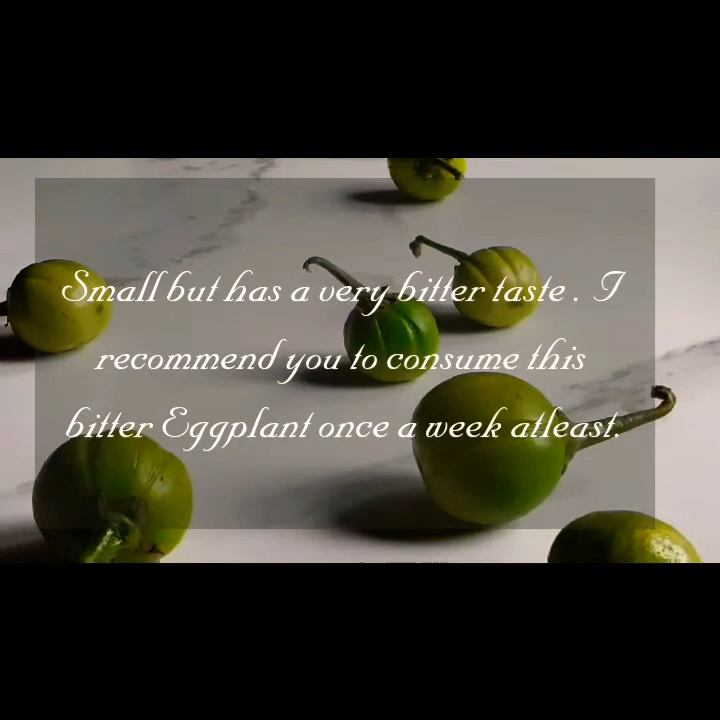 Small but has a very bitter taste . I
recommend you to consume this
bitter Eggplant once a week atleast.